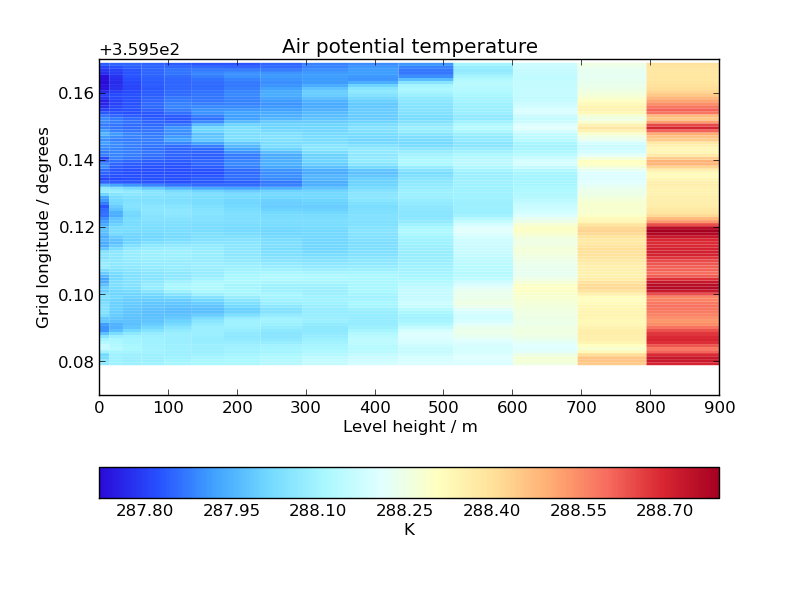 Air potential temperature
+3.595e2
0.16
0.14
0.12
0.10
0.08
Grid longitude / degrees
0 100 200 300 400 500 600 700 800 900
Level height / m
287.80 287.95 288.10 288.25 288.40 288.55 288.70
K